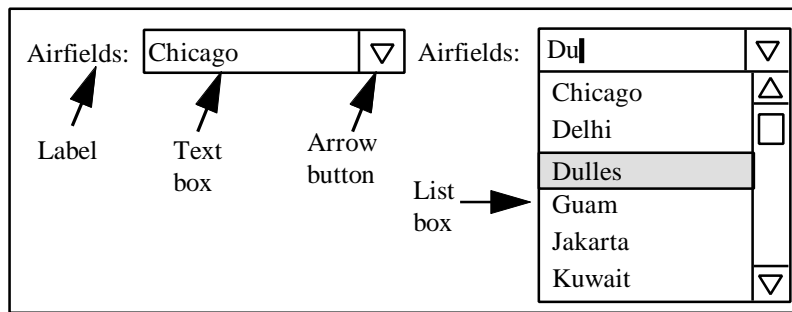 Airfields: Chicago
Label
Text
box
Arrow
button
Airfields: Du
Chicago
Delhi
Dulles
Guam
Jakarta
Kuwait
List
box